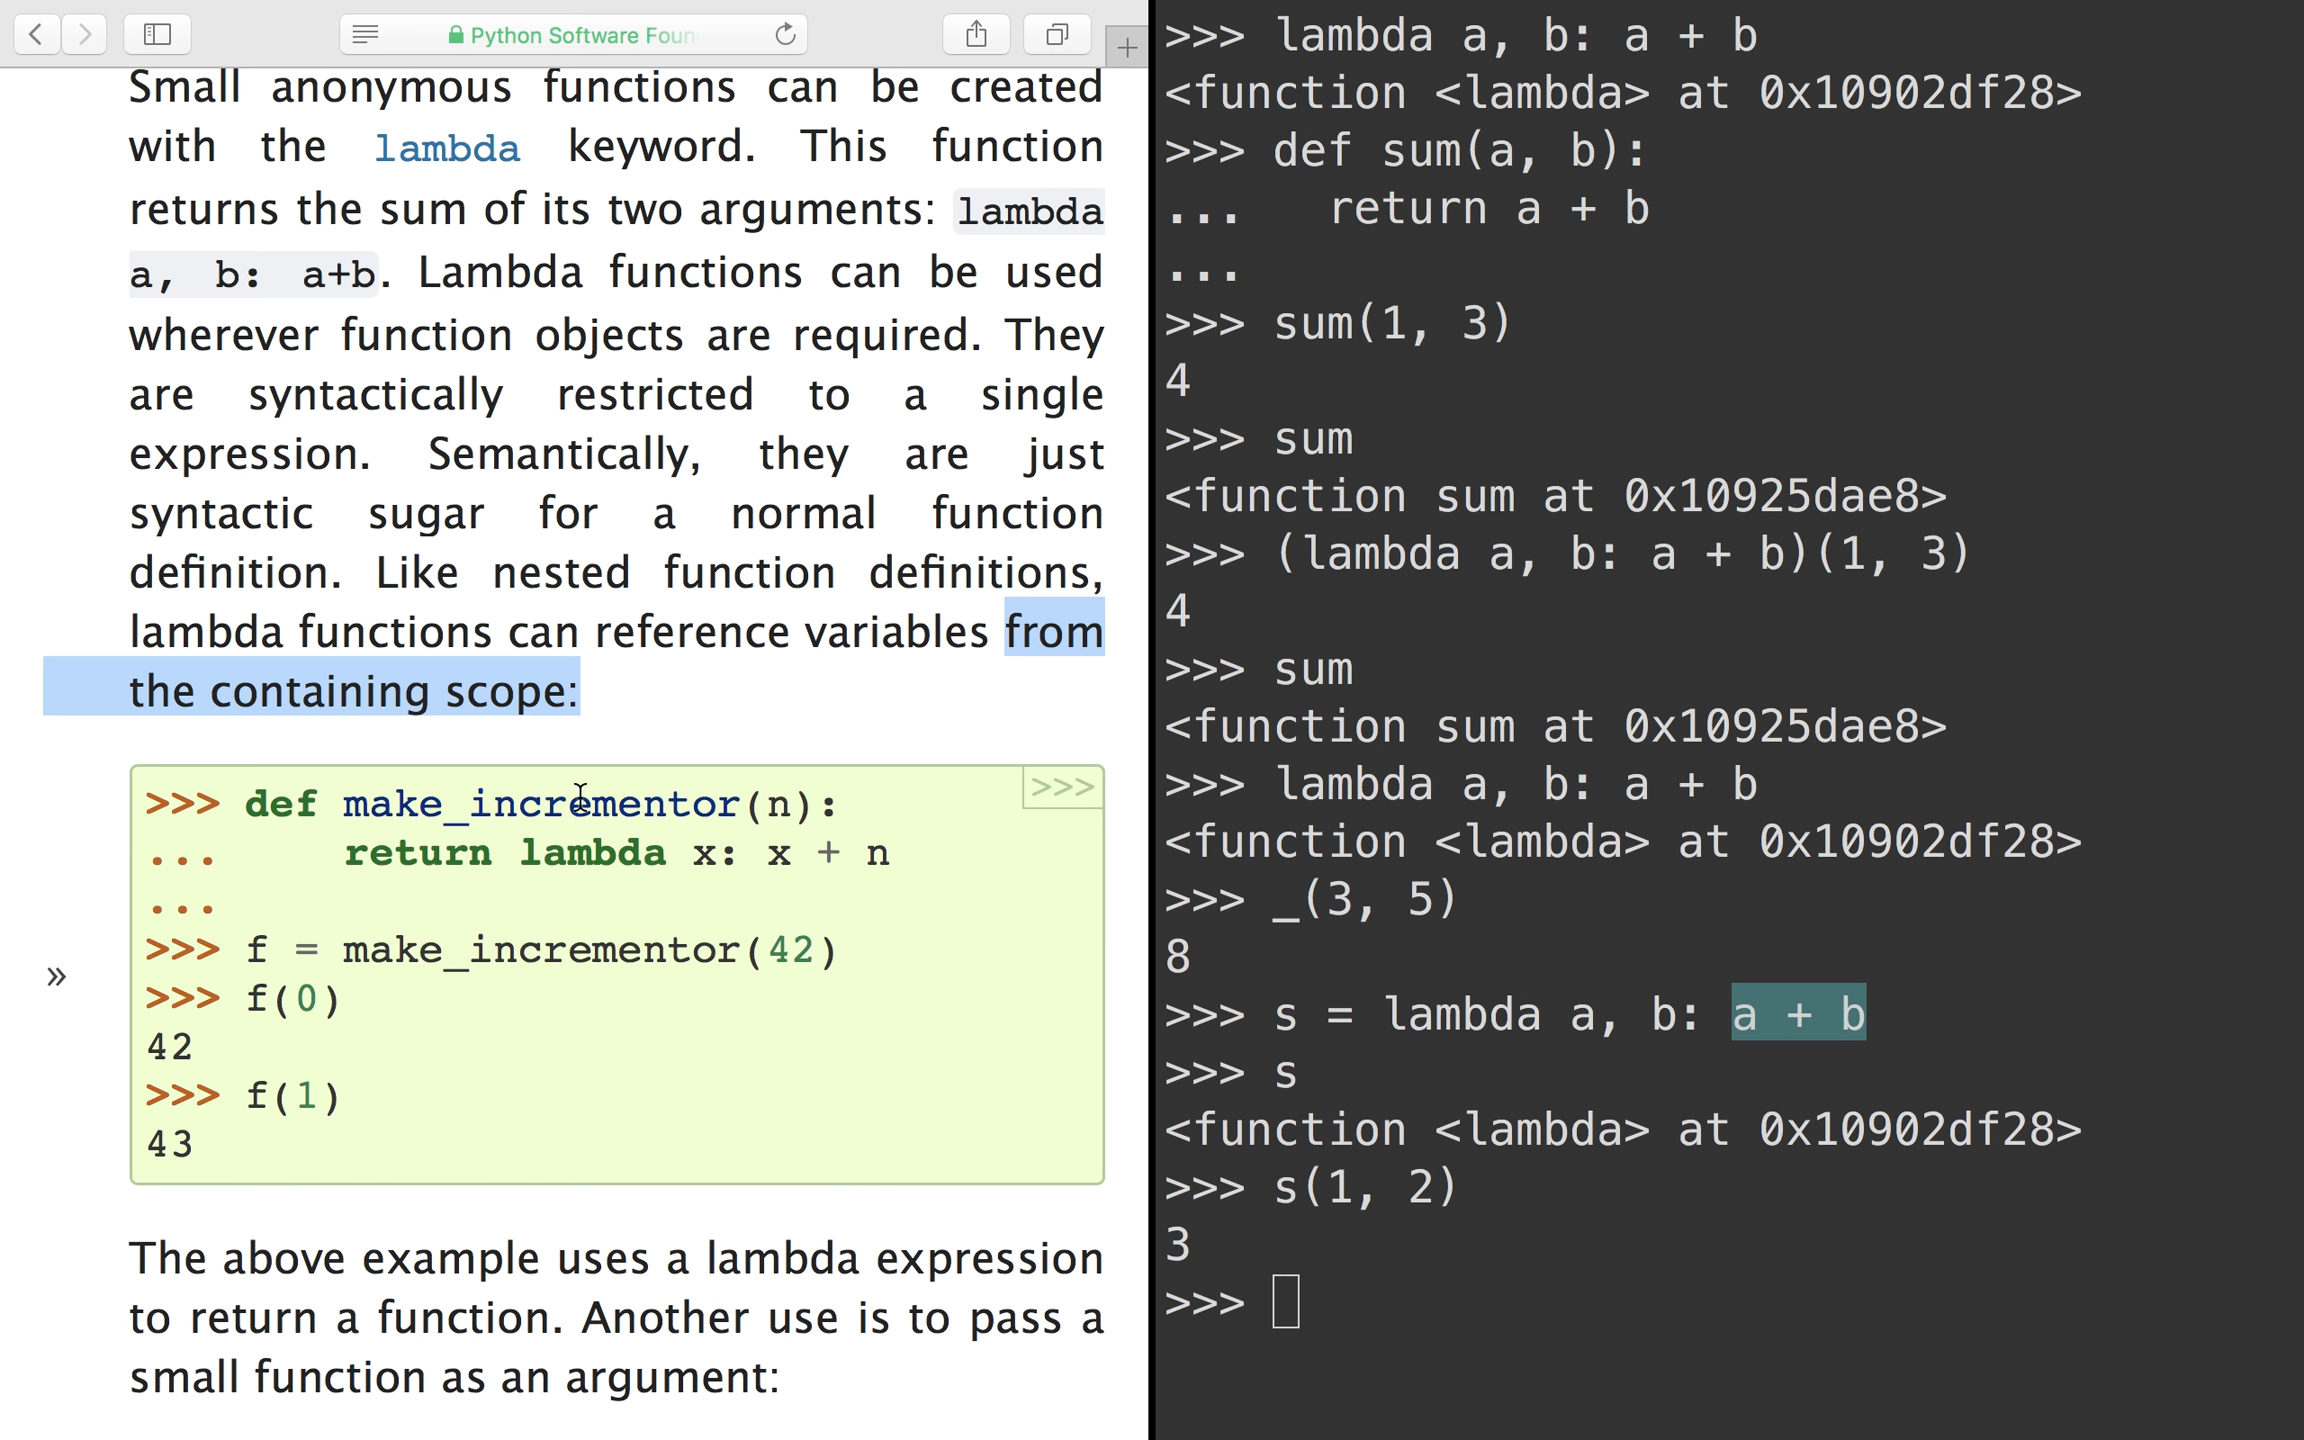 Python Software Foun
Small anonymous functions can be created
with the lambda keyword. This function
returns the sum of its two arguments: lambda
a, b: a+b. Lambda functions can be used
wherever function objects are required. They
are syntactically restricted to a single
expression. Semantically, they are just
syntactic sugar for a normal function
definition. Like nested function definitions,
lambda functions can reference variables from
the containing scope:
>>>
>>> def make_incrementor(n):
...     return lambda x: x + n
...
>>> f = make_incrementor(42)
>>> f(0)
42
>>> f(1)
43
»
The above example uses a lambda expression
to return a function. Another use is to pass a
small function as an argument:
>>> lambda a, b: a + b
<function <lambda> at 0x10902df28>
>>> def sum(a, b):
...   return a + b
...
>>> sum(1, 3)
4
>>> sum
<function sum at 0x10925dae8>
>>> (lambda a, b: a + b)(1, 3)
4
>>> sum
<function sum at 0x10925dae8>
>>> lambda a, b: a + b
<function <lambda> at 0x10902df28>
>>> _(3, 5)
8
>>> s = lambda a, b: a + b
>>> s
<function <lambda> at 0x10902df28>
>>> s(1, 2)
3
>>>